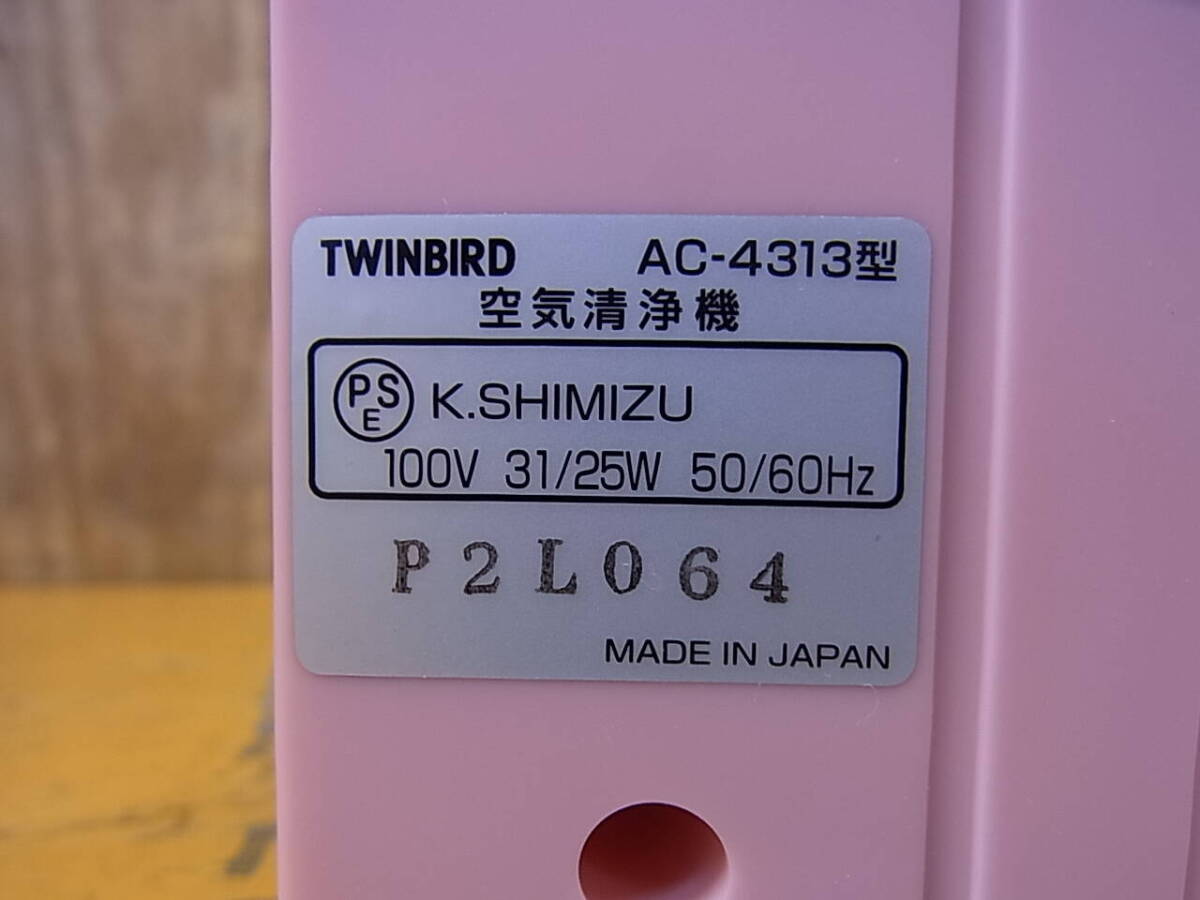 TWINBIRD AC-4313型
空気清浄機
PSE K.SHIMIZU
100V 31/25W 50/60Hz
P2L064
MADE IN JAPAN